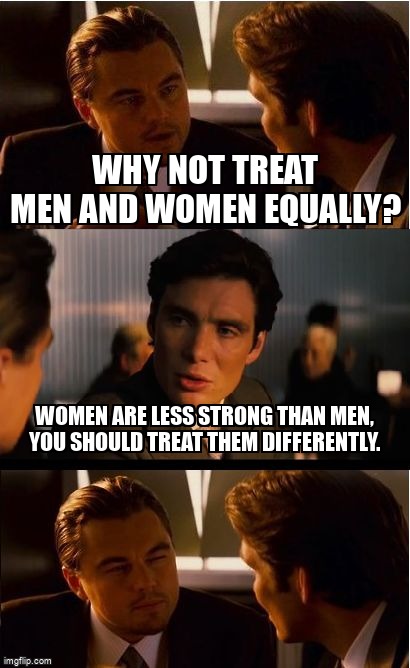 WHY NOT TREAT
MEN AND WOMEN EQUALLY?
WOMEN ARE LESS STRONG THAN MEN,
YOU SHOULD TREAT THEM DIFFERENTLY.
imgflip.com